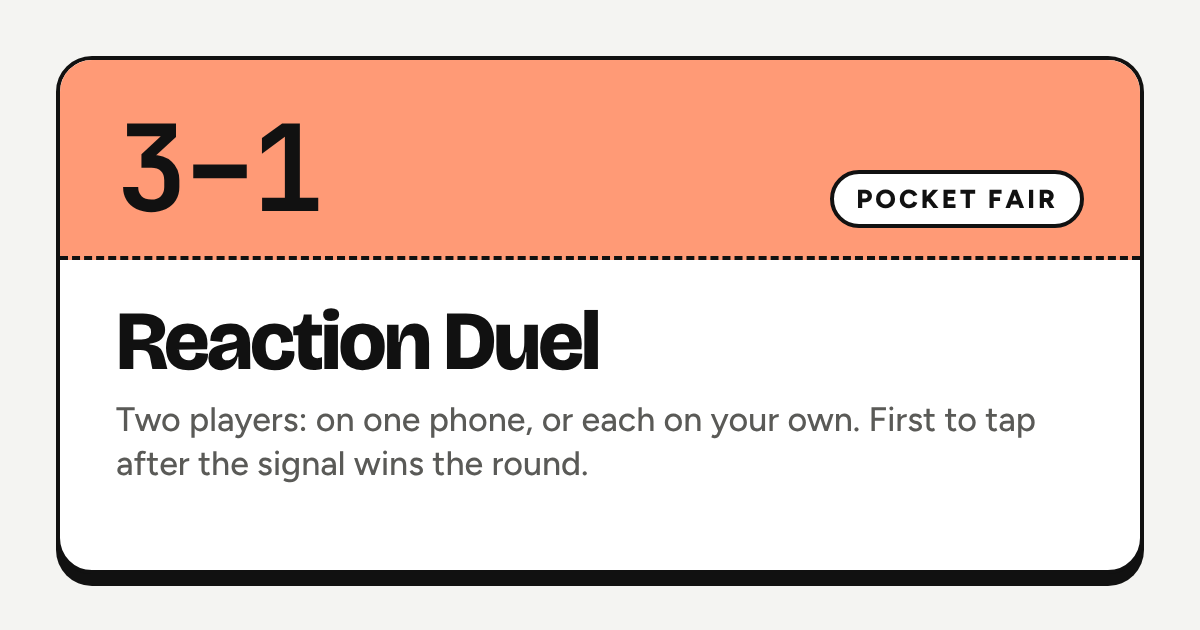 3–1
POCKET FAIR
Reaction Duel
Two players: on one phone, or each on your own. First to tap
after the signal wins the round.